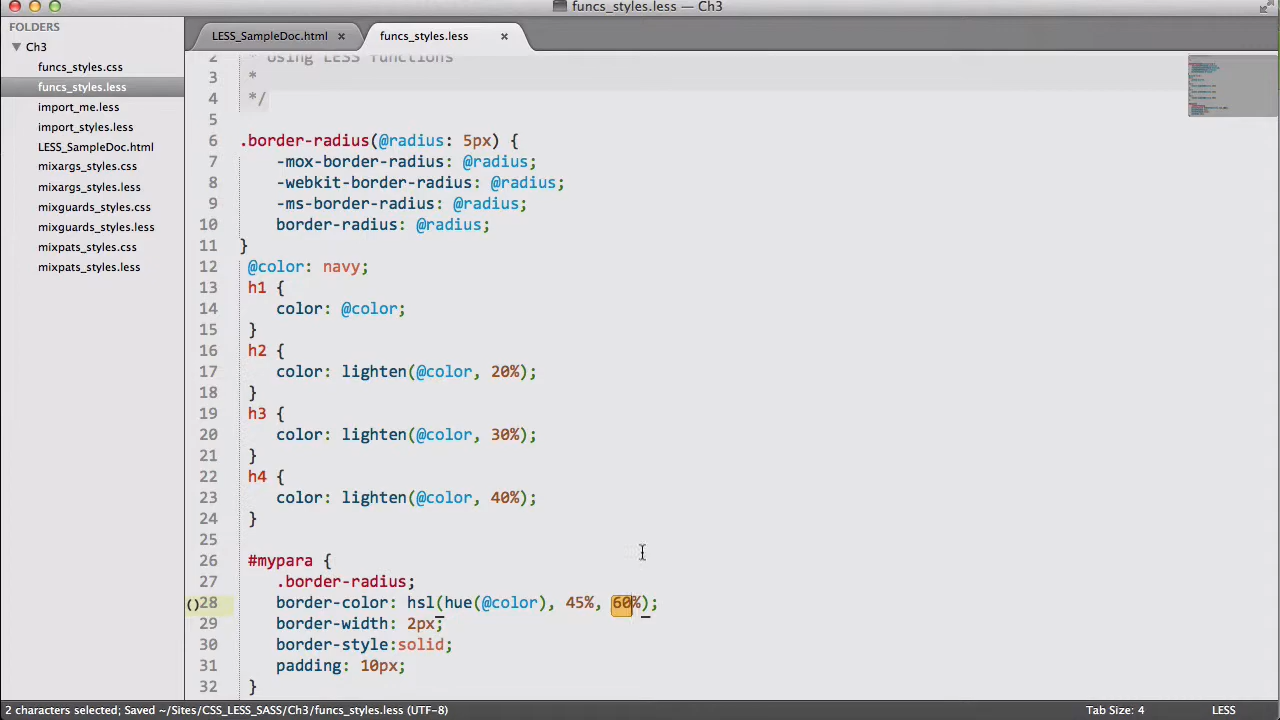 funcs_styles.less — Ch3
FOLDERS
Ch3
funcs_styles.css
funcs_styles.less
import_me.less
import_styles.less
LESS_SampleDoc.html
mixargs_styles.css
mixargs_styles.less
mixguards_styles.css
mixguards_styles.less
mixpats_styles.css
mixpats_styles.less
LESS_SampleDoc.html ×
funcs_styles.less ×
2 * Using LESS functions
3 *
4 */
5
6 .border-radius(@radius: 5px) {
7 -mox-border-radius: @radius;
8 -webkit-border-radius: @radius;
9 -ms-border-radius: @radius;
10 border-radius: @radius;
11 }
12 @color: navy;
13 h1 {
14 color: @color;
15 }
16 h2 {
17 color: lighten(@color, 20%);
18 }
19 h3 {
20 color: lighten(@color, 30%);
21 }
22 h4 {
23 color: lighten(@color, 40%);
24 }
25
26 #mypara {
27 .border-radius;
()28 border-color: hsl(hue(@color), 45%, 60%);
29 border-width: 2px;
30 border-style:solid;
31 padding: 10px;
32 }
2 characters selected; Saved ~/Sites/CSS_LESS_SASS/Ch3/funcs_styles.less (UTF-8)
Tab Size: 4
LESS